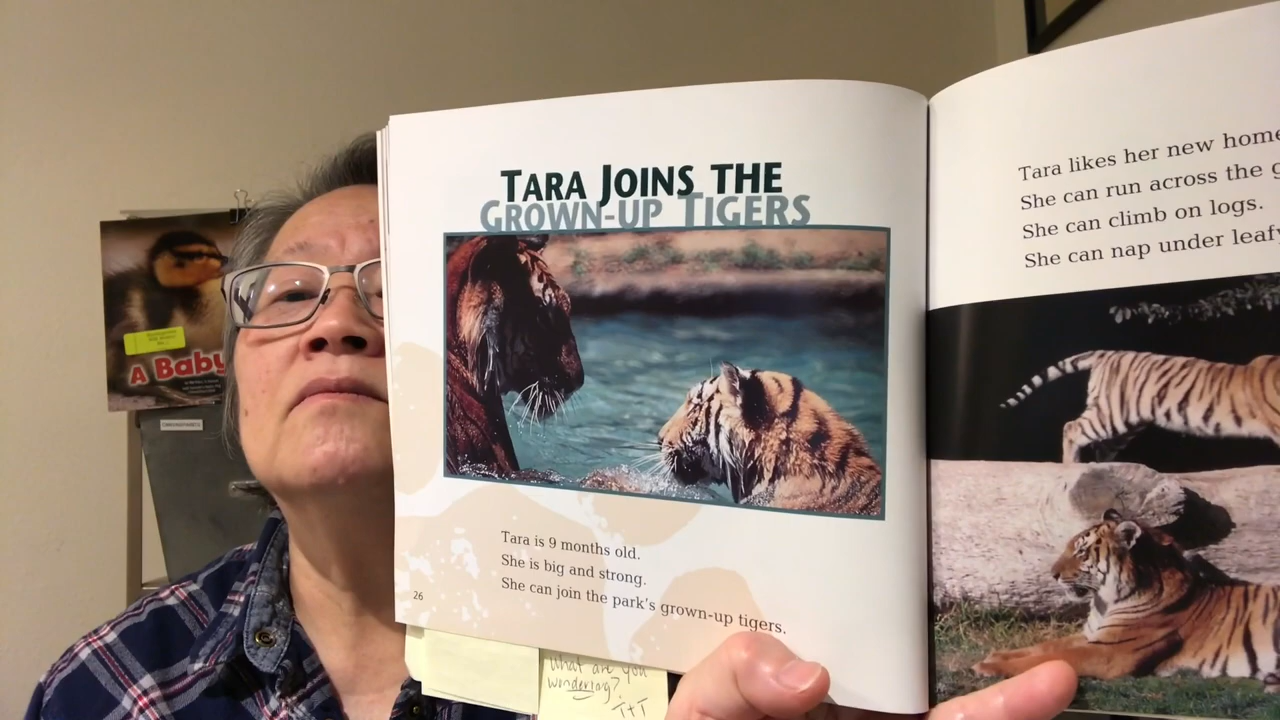 TARA JOINS THE
GROWN-UP TIGERS
Tara is 9 months old.
She is big and strong.
She can join the park's grown-up tigers.
26
Tara likes her new home
She can run across the g
She can climb on logs.
She can nap under leafy
A Baby
What are you
wondering?
T+T